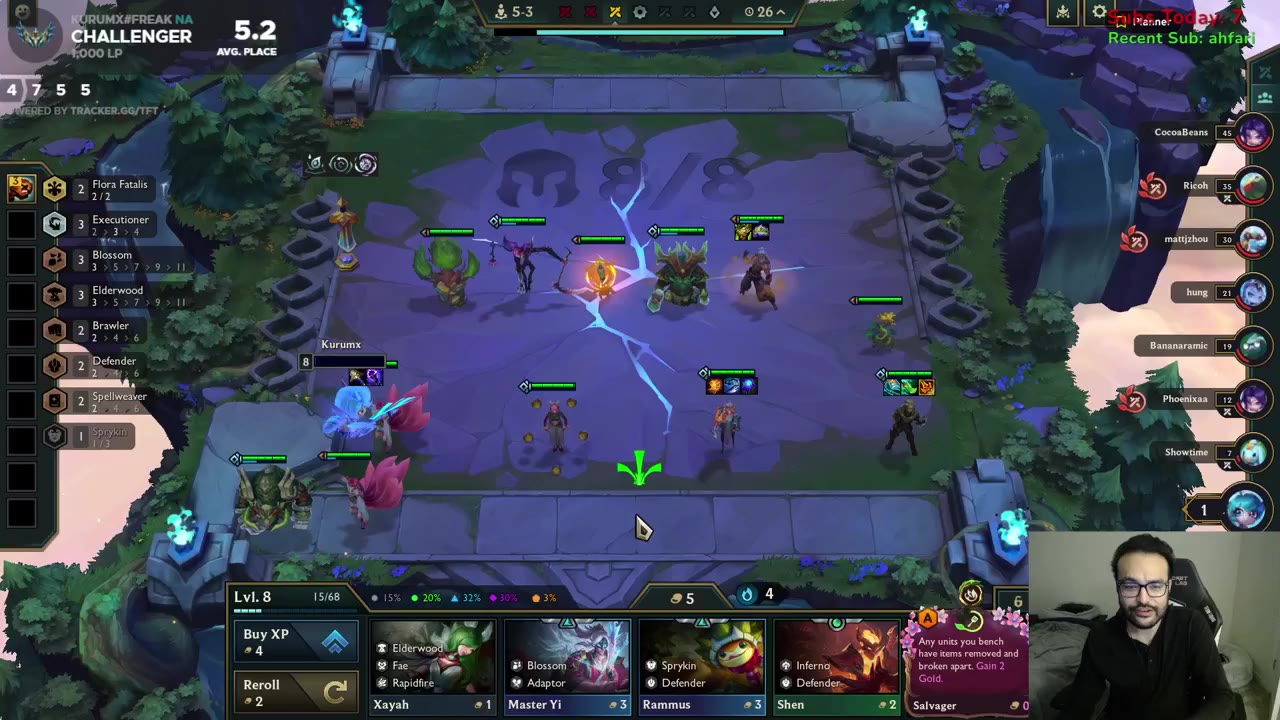 KURUMX#FREAK NA
CHALLENGER
1,000 LP
5.2
AVG. PLACE
4 7 5 5
WERED BY TRACKER.GG/TFT
5-3
26
Planner
Subs Today: 7
Recent Sub: ahfari
8/8
2 Flora Fatalis
2 / 2
3 Executioner
2 > 3 > 4
3 Blossom
3 > 5 > 7 > 9 > 11
3 Elderwood
3 > 5 > 7 > 9 > 11
2 Brawler
2 > 4 > 6
2 Defender
2 > 4 > 6
2 Spellweaver
2 > 4 > 6
1 Sprykin
1 / 3
CocoaBeans 45
Ricoh 35
mattjzhou 30
hung 21
Bananaramic 19
Phoenixaa 12
Showtime 7
1
Kurumx
8
Lvl. 8 15/68
15% 20% 32% 30% 3%
5
4
6
Buy XP
4
Reroll
2
Elderwood
Fae
Rapidfire
Xayah 1
Blossom
Adaptor
Master Yi 3
Sprykin
Defender
Rammus 3
Inferno
Defender
Shen 2
A
Any units you bench
have items removed and
broken apart. Gain 2
Gold.
Salvager 0